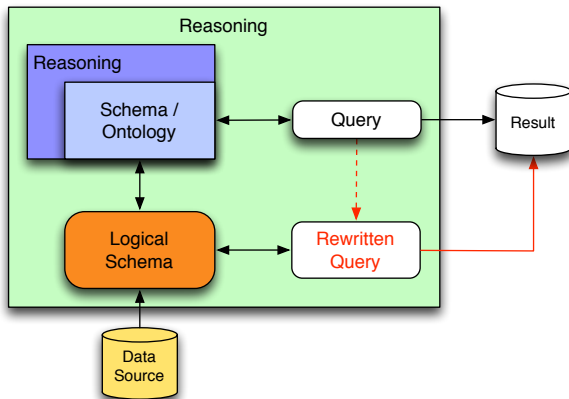 Reasoning
Reasoning
Schema /
Ontology
Query
Result
Logical
Schema
Rewritten
Query
Data
Source